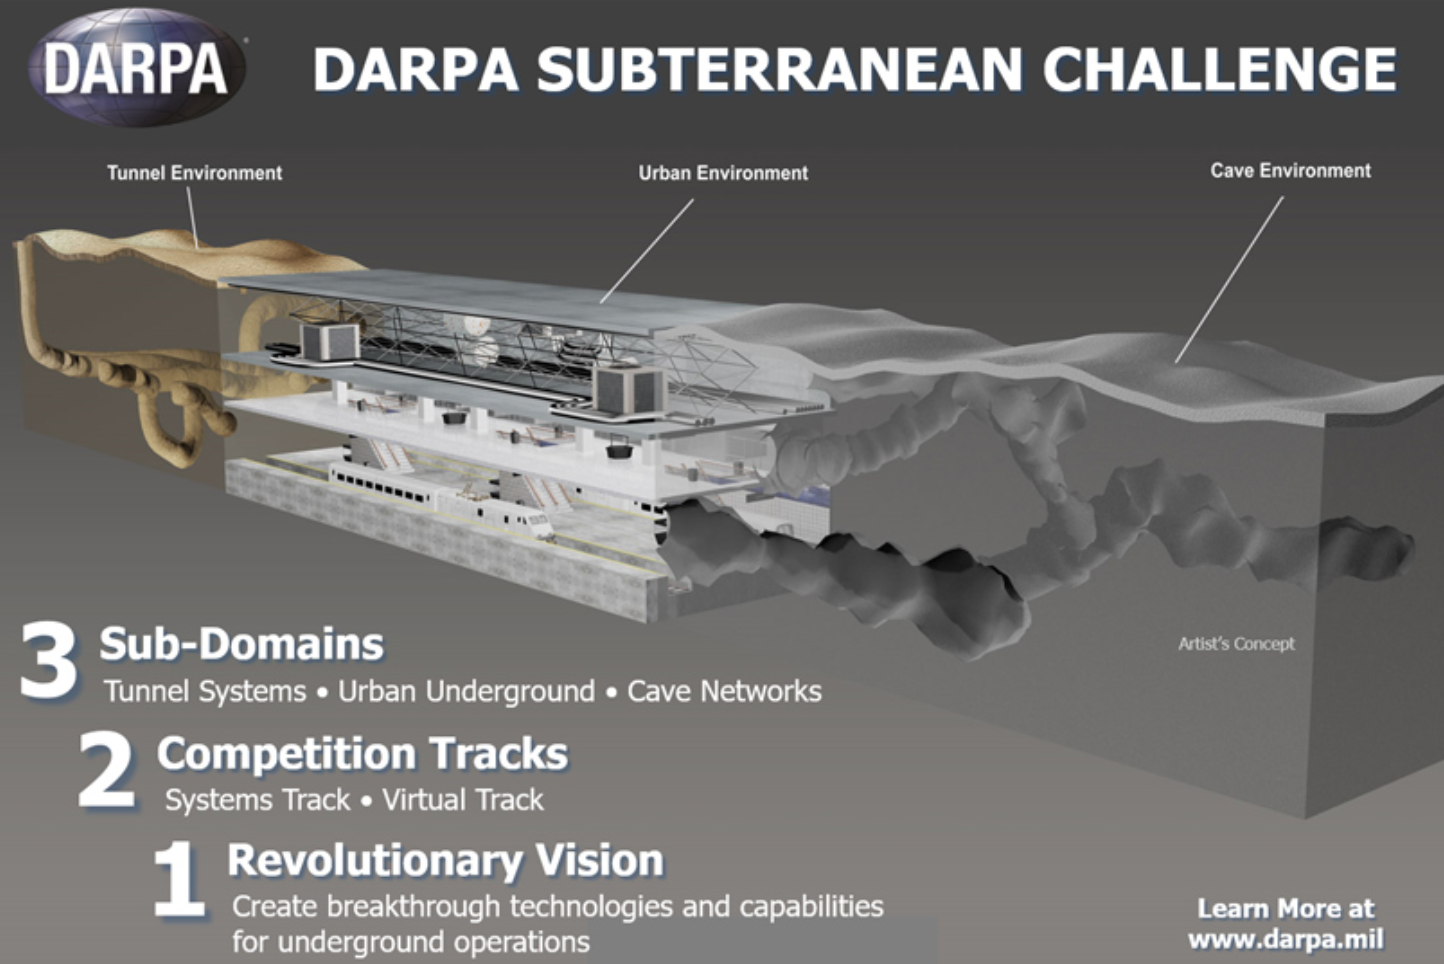 DARPA
DARPA SUBTERRANEAN CHALLENGE
Tunnel Environment
Urban Environment
Cave Environment
3 Sub-Domains
Tunnel Systems • Urban Underground • Cave Networks
Artist's Concept
2 Competition Tracks
Systems Track • Virtual Track
1 Revolutionary Vision
Create breakthrough technologies and capabilities
for underground operations
Learn More at
www.darpa.mil